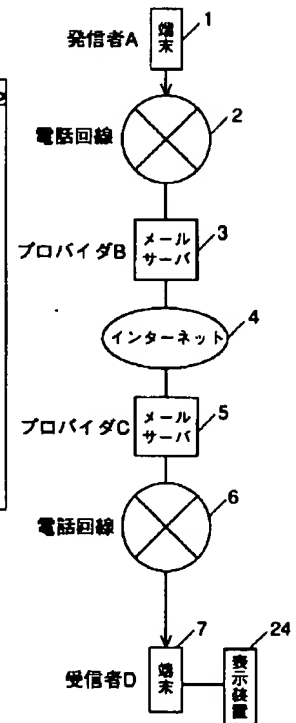 発信者A
端末
1
電話回線
2
プロバイダB
メール
サーバ
3
インターネット
4
プロバイダC
メール
サーバ
5
電話回線
6
受信者D
端末
7
表示装置
24